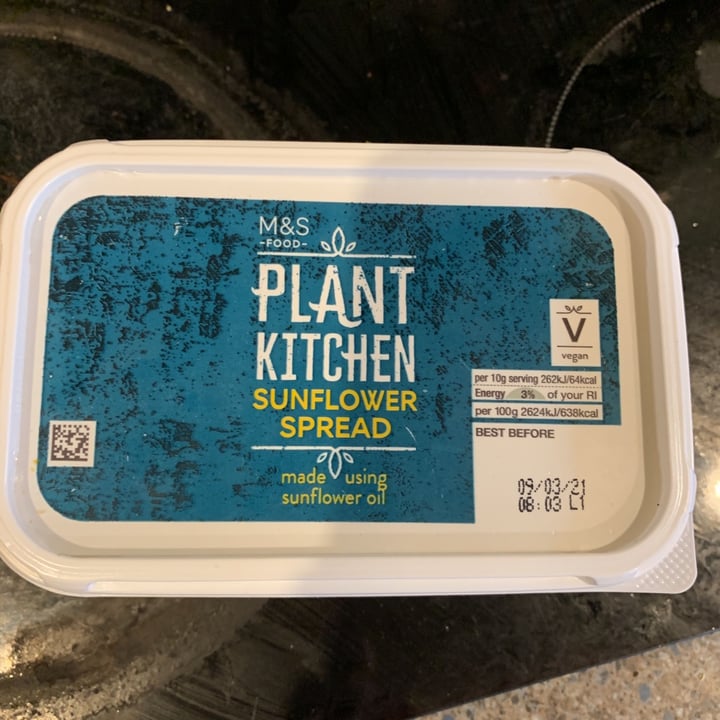 M&S
-FOOD-
PLANT
KITCHEN
SUNFLOWER
SPREAD
made using
sunflower oil
V
vegan
per 10g serving 262kJ/64kcal
Energy 3% of your RI
per 100g 2624kJ/638kcal
BEST BEFORE
09/03/21
08:03 L1